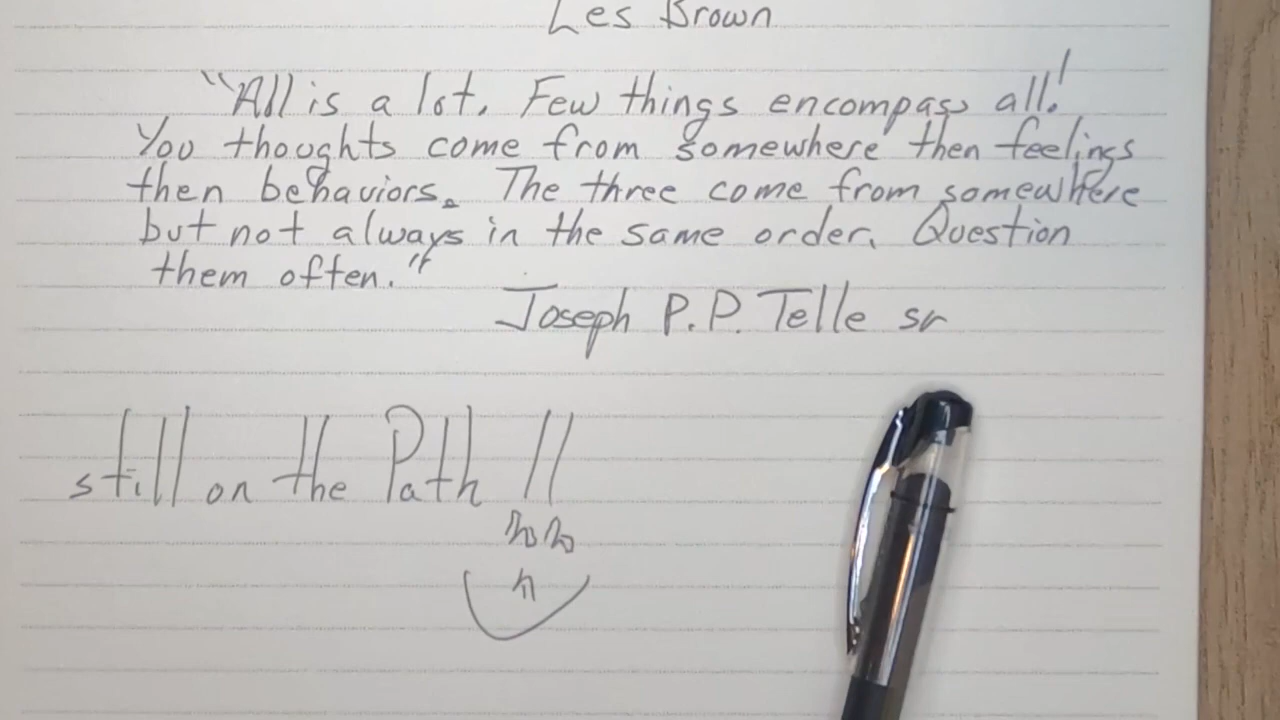 Les Brown
"All is a lot. Few things encompass all!
You thoughts come from somewhere then feelings
then behaviors. The three come from somewhere
but not always in the same order. Question
them often."
Joseph P.P. Telle sr
still on the Path !!